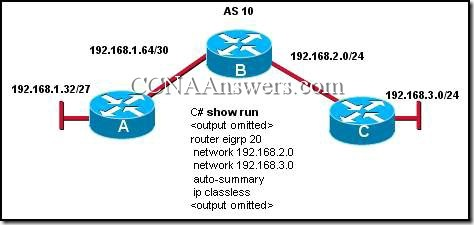 AS 10
192.168.1.64/30
B
192.168.2.0/24
CCNAAnswers.com
192.168.1.32/27
192.168.3.0/24
A
C
C# show run
<output omitted>
router eigrp 20
network 192.168.2.0
network 192.168.3.0
auto-summary
ip classless
<output omitted>